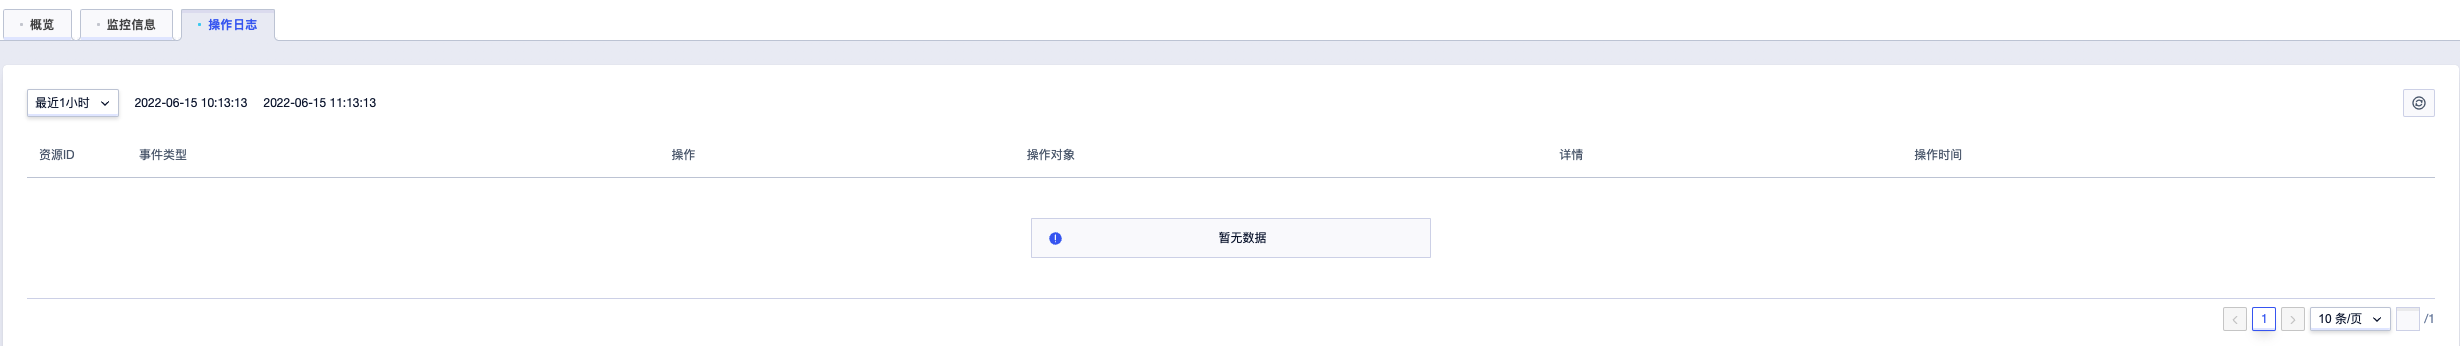 概览 监控信息 操作日志
最近1小时 2022-06-15 10:13:13 2022-06-15 11:13:13
资源ID 事件类型 操作 操作对象 详情 操作时间
暂无数据
1 10 条/页 /1